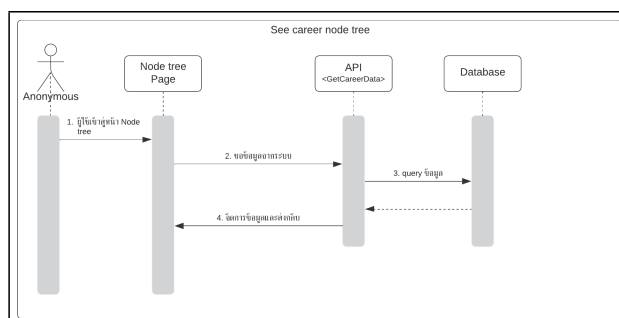 See career node tree
Node tree
Page
API
<GetCareerData>
Database
Anonymous
1. ผู้ใช้เข้าสู่หน้า Node
tree
2. ขอข้อมูลจากระบบ
3. query ข้อมูล
4. จัดการข้อมูลและส่งกลับ